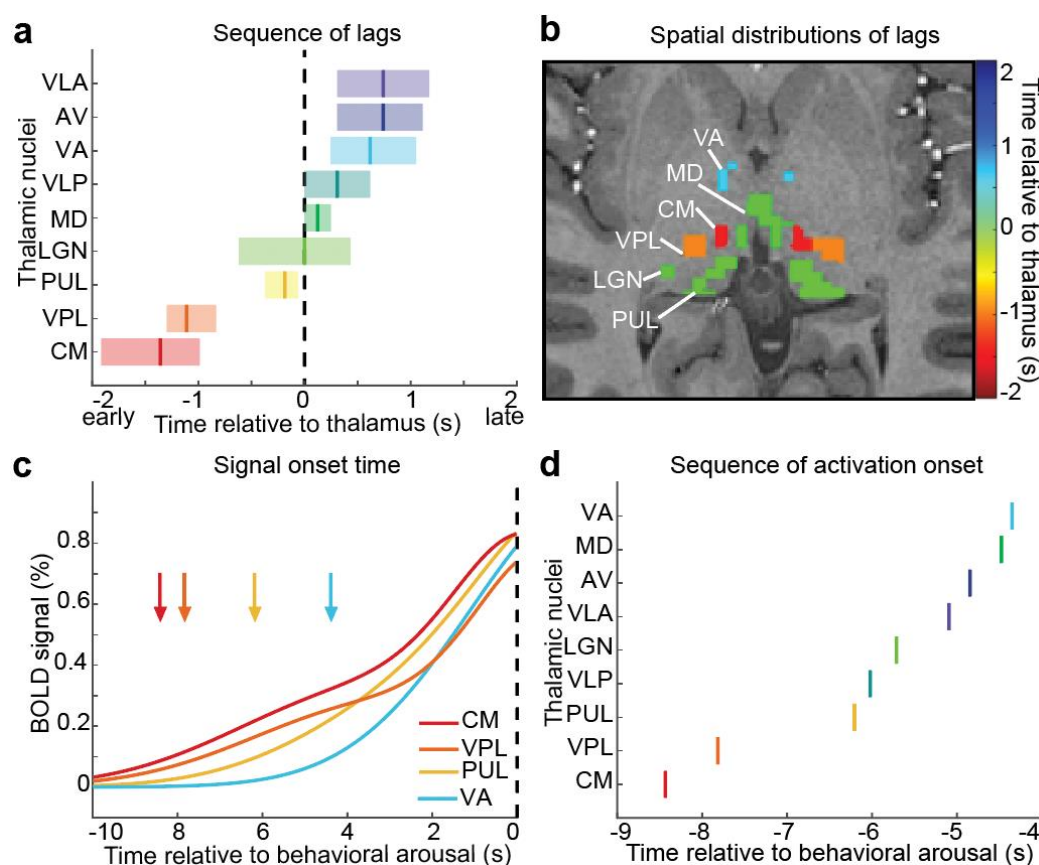 a
Sequence of lags
Thalamic nuclei
VLA
AV
VA
VLP
MD
LGN
PUL
VPL
CM
-2 -1 0 1 2
early Time relative to thalamus (s) late
b
Spatial distributions of lags
VA
MD
CM
VPL
LGN
PUL
2
1
0
-1
-2
Time relative to thalamus (s)
c
Signal onset time
BOLD signal (%)
0.8
0.6
0.4
0.2
0
CM
VPL
PUL
VA
-10 8 6 4 2 0
Time relative to behavioral arousal (s)
d
Sequence of activation onset
Thalamic nuclei
VA
MD
AV
VLA
LGN
VLP
PUL
VPL
CM
-9 -8 -7 -6 -5 -4
Time relative to behavioral arousal (s)